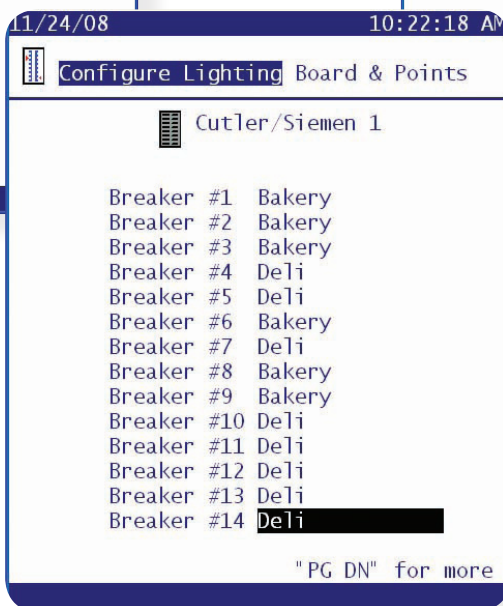 11/24/08 10:22:18 AM
Configure Lighting Board & Points
Cutler/Siemen 1
Breaker #1 Bakery
Breaker #2 Bakery
Breaker #3 Bakery
Breaker #4 Deli
Breaker #5 Deli
Breaker #6 Bakery
Breaker #7 Deli
Breaker #8 Bakery
Breaker #9 Bakery
Breaker #10 Deli
Breaker #11 Deli
Breaker #12 Deli
Breaker #13 Deli
Breaker #14 Deli
"PG DN" for more